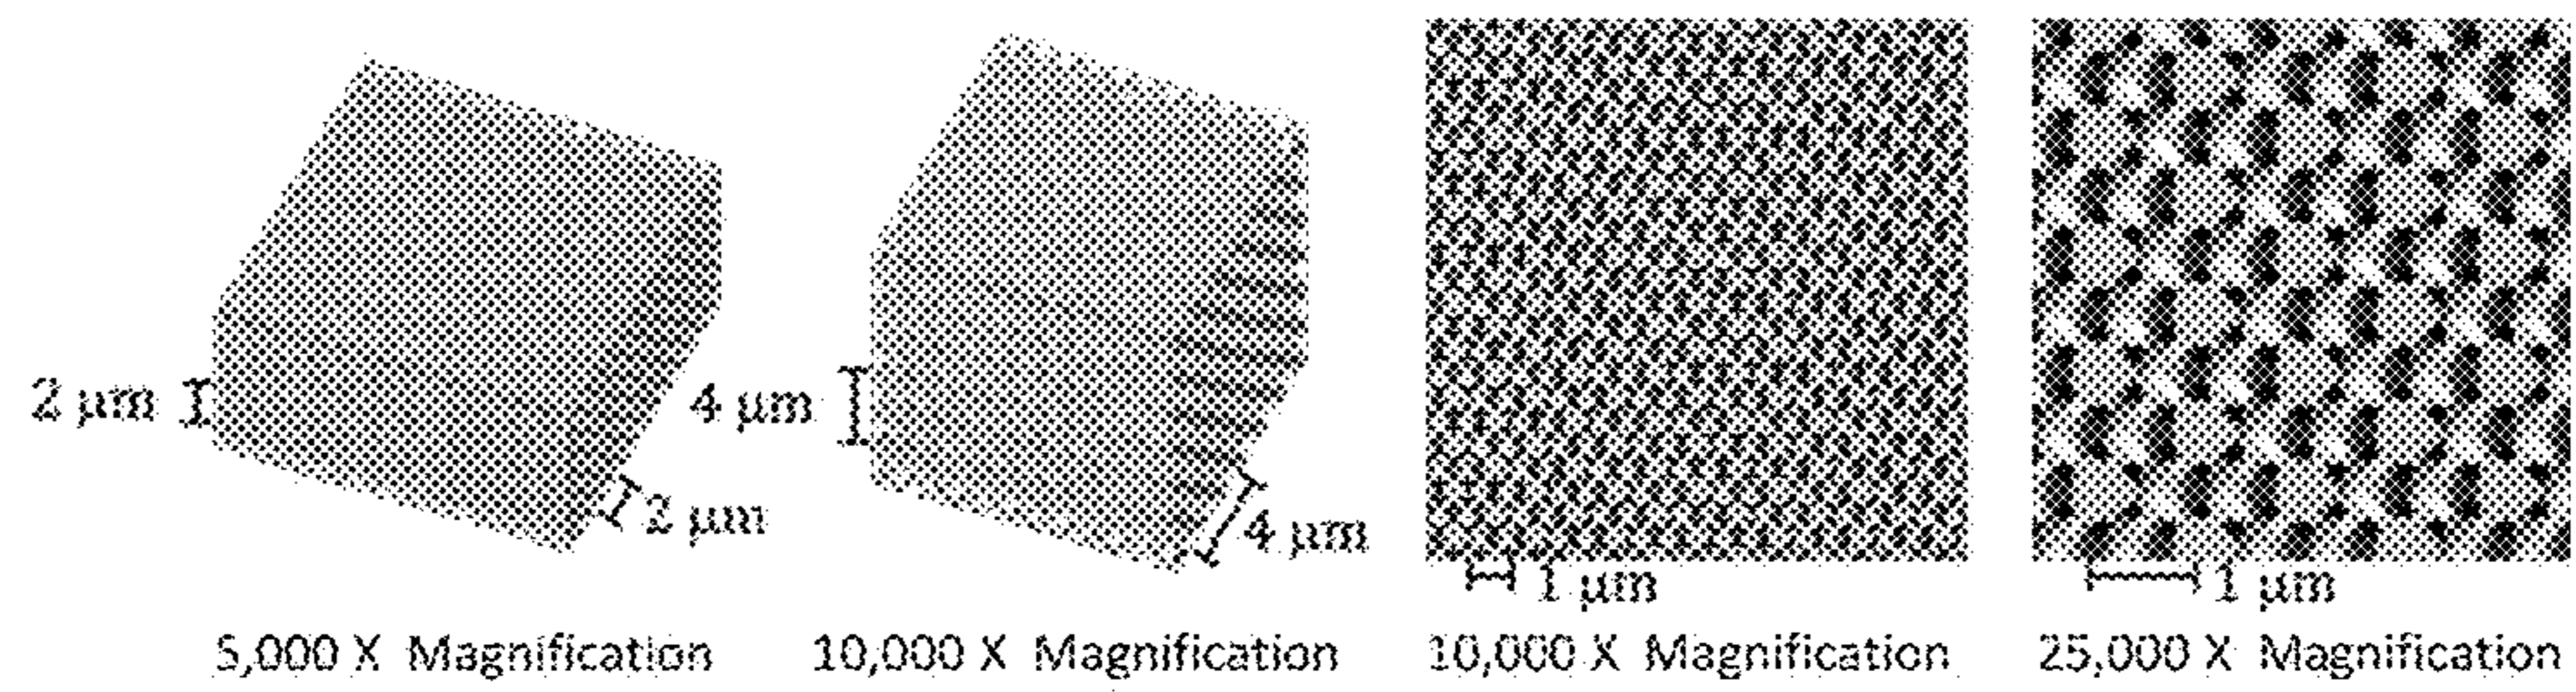 2 μm
2 μm
4 μm
4 μm
1 μm
1 μm
5,000 X Magnification
10,000 X Magnification
10,000 X Magnification
25,000 X Magnification